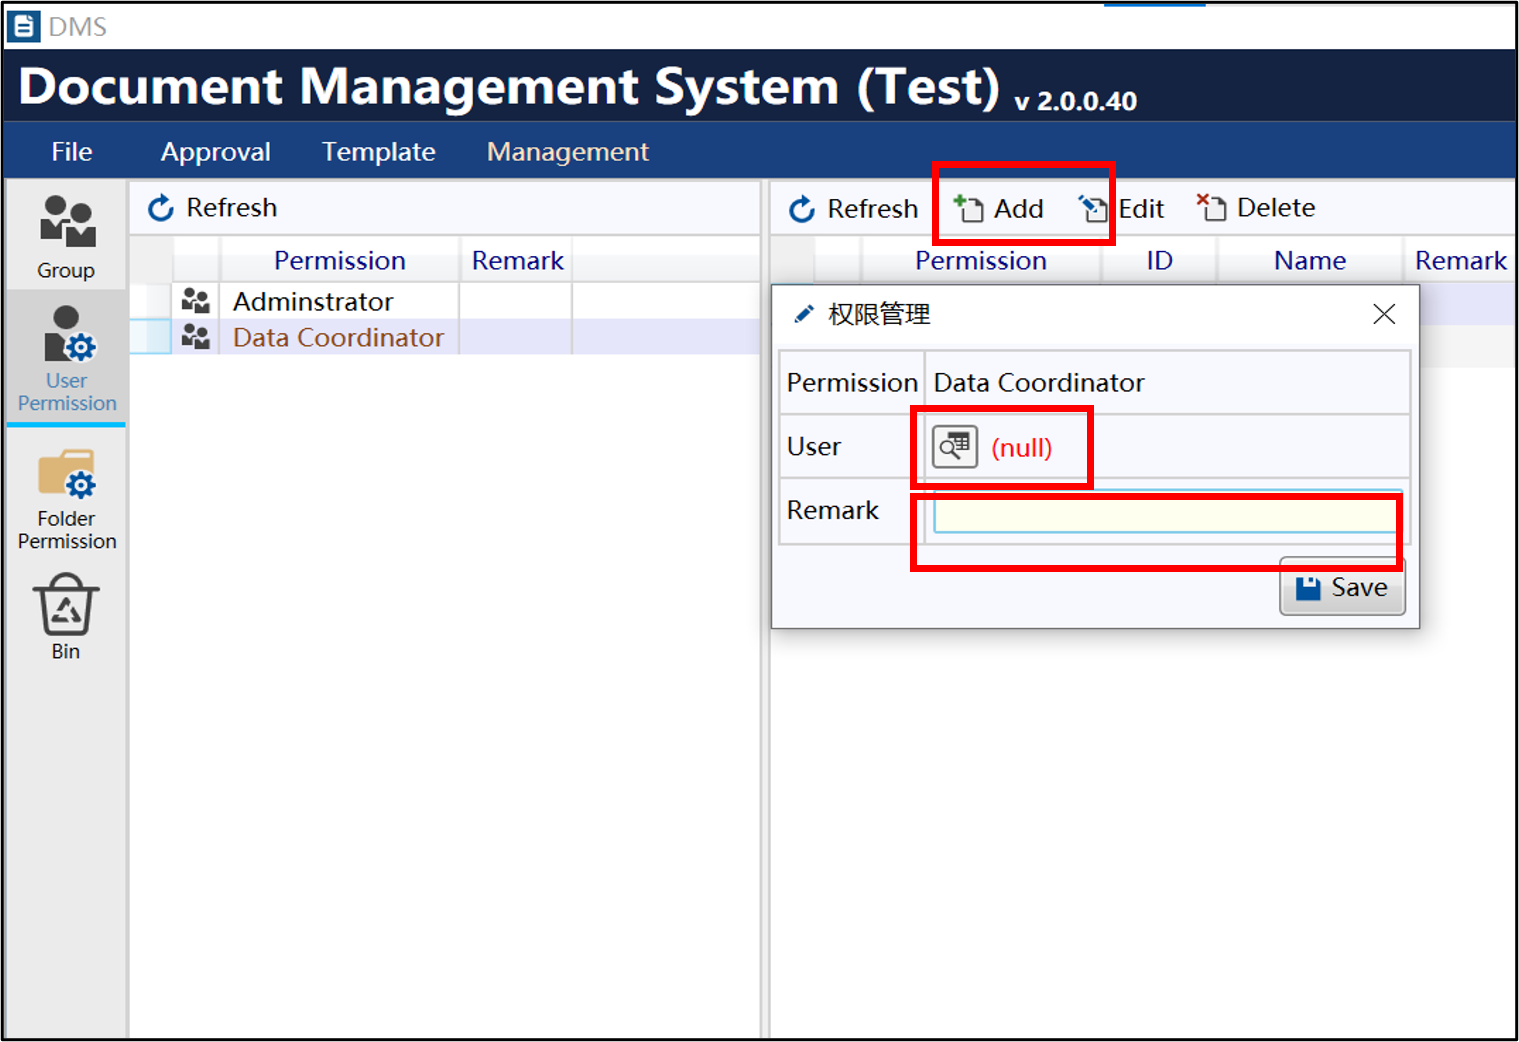 DMS
Document Management System (Test) v 2.0.0.40
File Approval Template Management
Group
User
Permission
Folder
Permission
Bin
Refresh
Permission Remark
Adminstrator
Data Coordinator
Refresh Add Edit Delete
Permission ID Name Remark
权限管理
Permission Data Coordinator
User (null)
Remark
Save